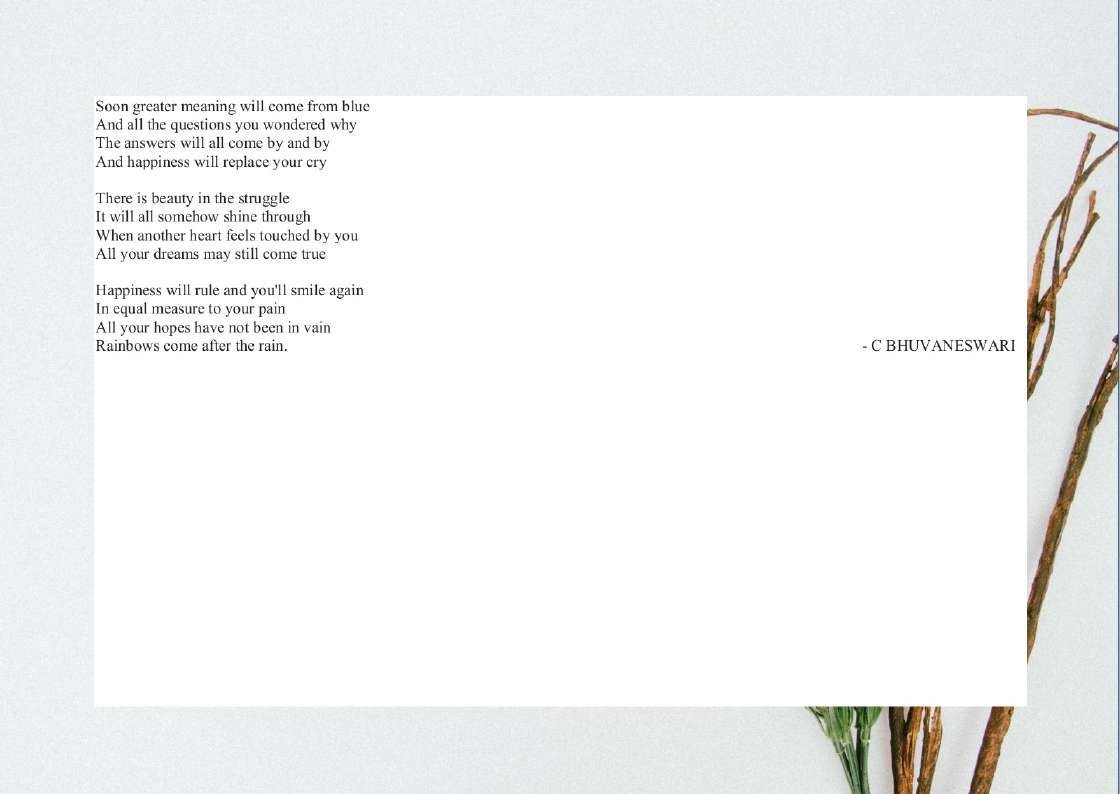 Soon greater meaning will come from blue
And all the questions you wondered why
The answers will all come by and by
And happiness will replace your cry

There is beauty in the struggle
It will all somehow shine through
When another heart feels touched by you
All your dreams may still come true

Happiness will rule and you'll smile again
In equal measure to your pain
All your hopes have not been in vain
Rainbows come after the rain. - C BHUVANESWARI